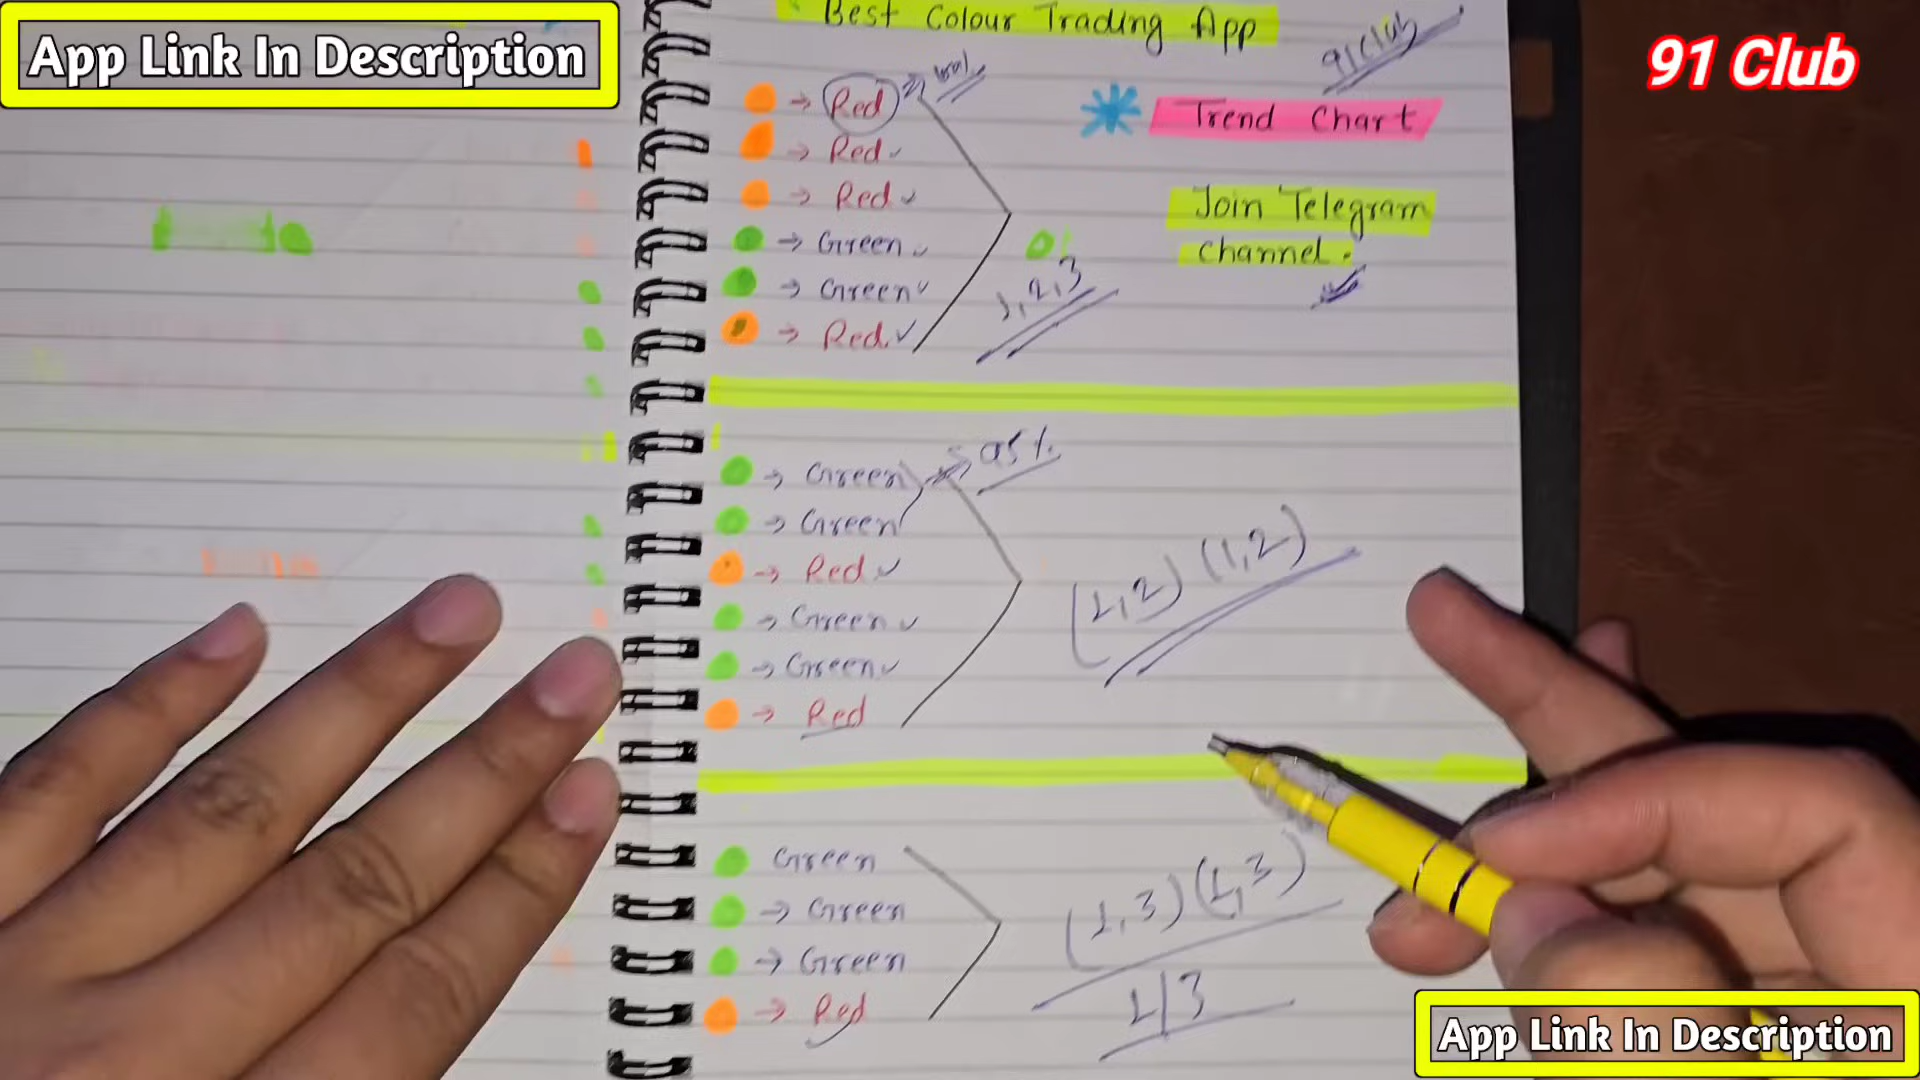 App Link In Description
Best Colour Trading App
91 Club
91 Club
→ Red
→ Red
→ Red
→ Green
→ Green
→ Red
Trend Chart
Join Telegram
Channel.
1, 2, 3
→ Green → 95%
→ Green
→ Red
→ Green
→ Green
→ Red
(1,2) (1,2)
Green
→ Green
→ Green
→ Red
(1,3) (1,3)
1/3
App Link In Description